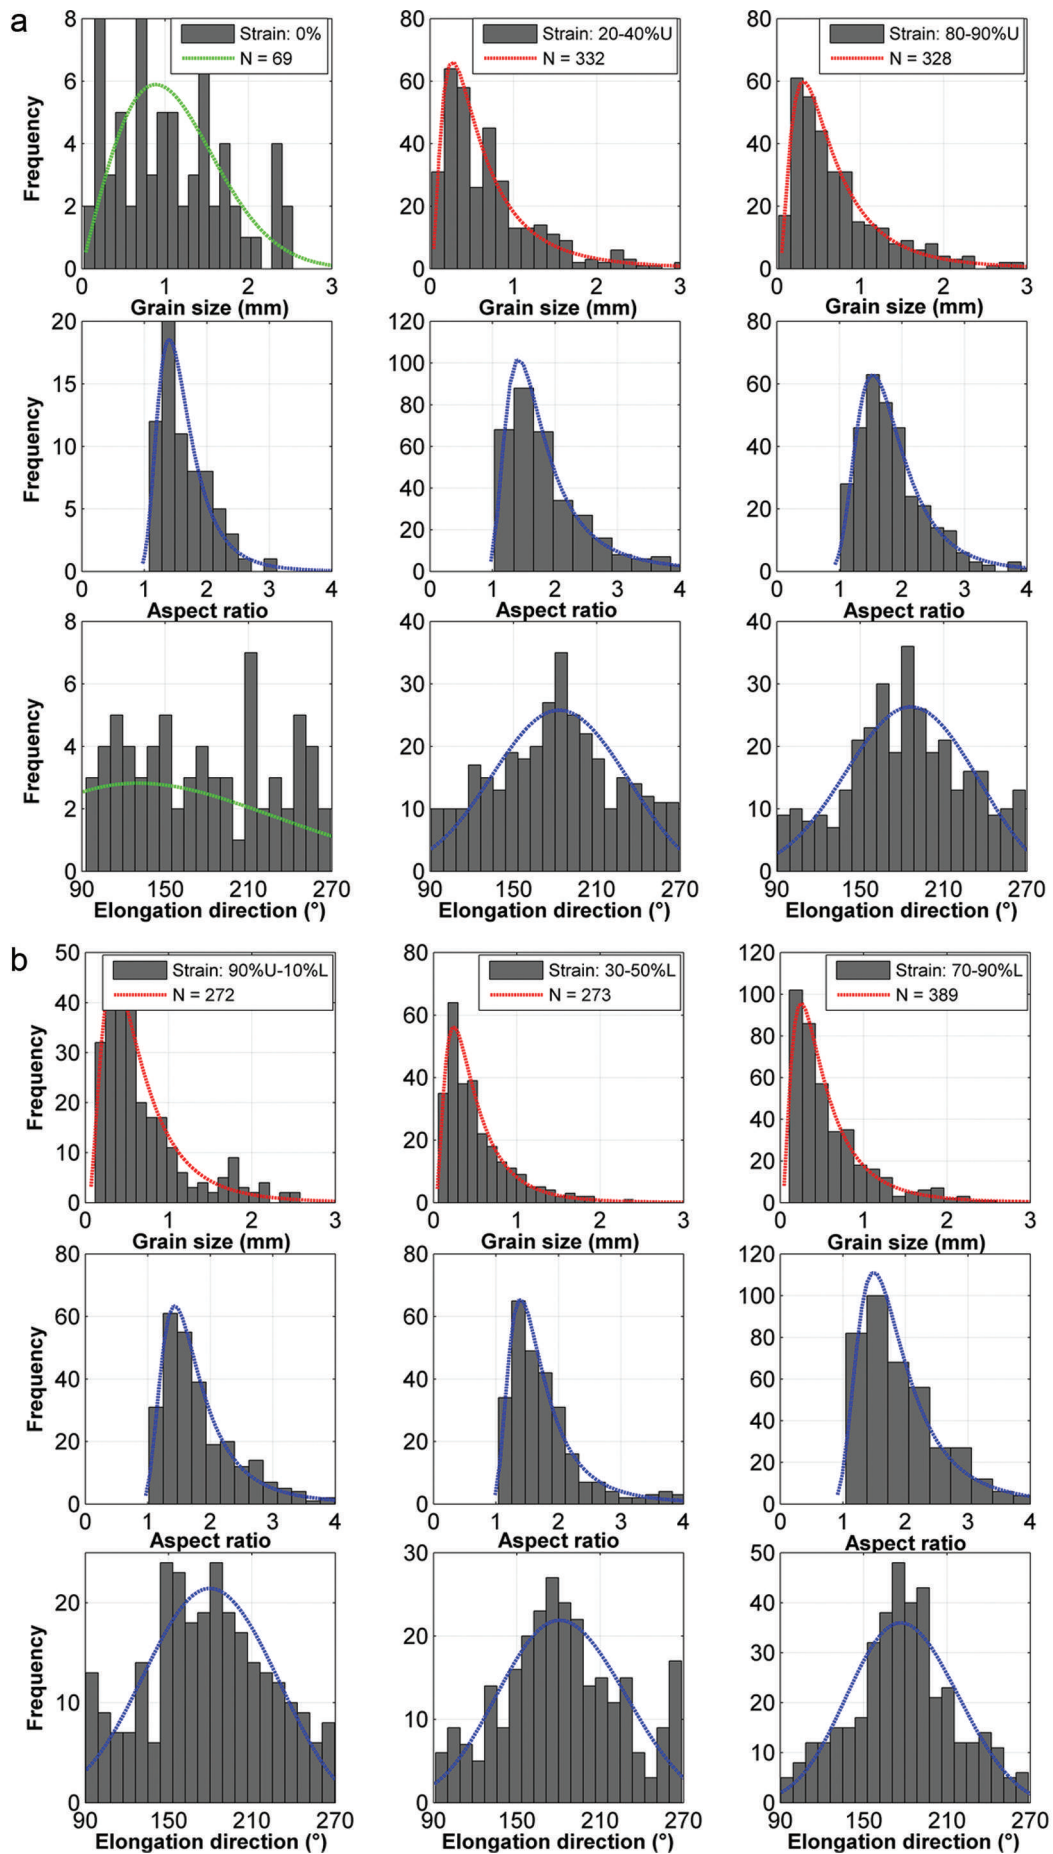 a
Strain: 0%
N = 69
Strain: 20-40%U
N = 332
Strain: 80-90%U
N = 328
Frequency
8
6
4
2
0
0 1 2 3
Grain size (mm)
80
60
40
20
0
0 1 2 3
Grain size (mm)
80
60
40
20
0
0 1 2 3
Grain size (mm)
Frequency
20
15
10
5
0
0 1 2 3 4
Aspect ratio
120
100
80
60
40
20
0
0 1 2 3 4
Aspect ratio
80
60
40
20
0
0 1 2 3 4
Aspect ratio
Frequency
8
6
4
2
0
90 150 210 270
Elongation direction (°)
40
30
20
10
0
90 150 210 270
Elongation direction (°)
40
30
20
10
0
90 150 210 270
Elongation direction (°)
b
Strain: 90%U-10%L
N = 272
Strain: 30-50%L
N = 273
Strain: 70-90%L
N = 389
Frequency
50
40
30
20
10
0
0 1 2 3
Grain size (mm)
80
60
40
20
0
0 1 2 3
Grain size (mm)
120
100
80
60
40
20
0
0 1 2 3
Grain size (mm)
Frequency
80
60
40
20
0
0 1 2 3 4
Aspect ratio
80
60
40
20
0
0 1 2 3 4
Aspect ratio
120
100
80
60
40
20
0
0 1 2 3 4
Aspect ratio
Frequency
20
10
0
90 150 210 270
Elongation direction (°)
30
20
10
0
90 150 210 270
Elongation direction (°)
50
40
30
20
10
0
90 150 210 270
Elongation direction (°)